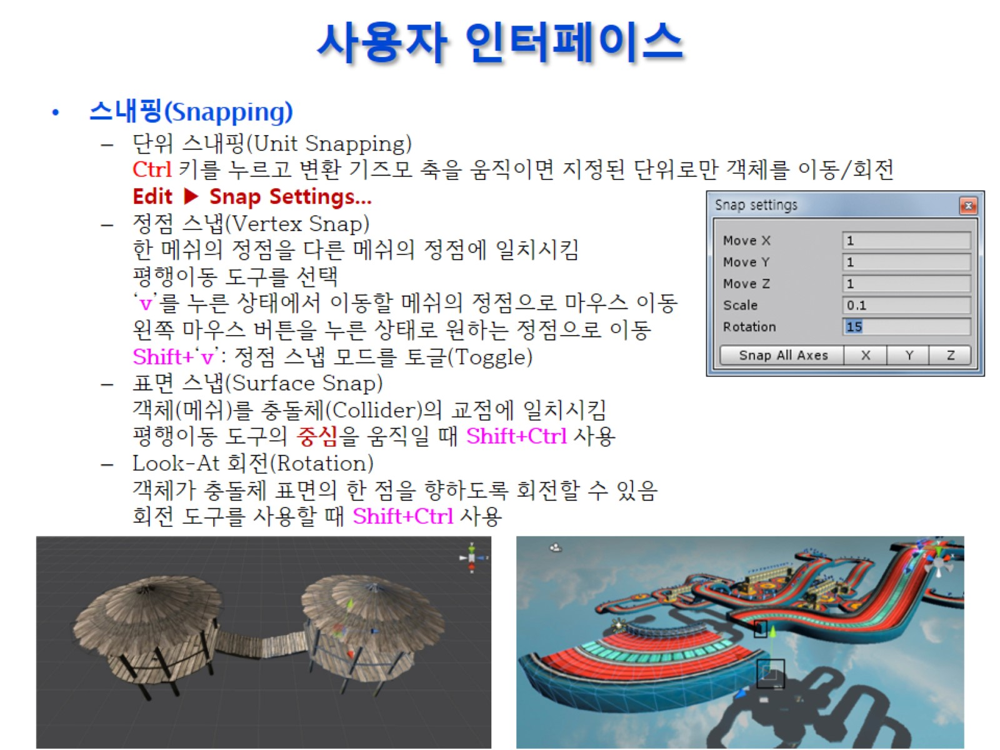 사용자 인터페이스
• 스내핑(Snapping)
– 단위 스내핑(Unit Snapping)
Ctrl 키를 누르고 변환 기즈모 축을 움직이면 지정된 단위로만 객체를 이동/회전
Edit ▶ Snap Settings...
– 정점 스냅(Vertex Snap)
한 메쉬의 정점을 다른 메쉬의 정점에 일치시킴
평행이동 도구를 선택
‘v’를 누른 상태에서 이동할 메쉬의 정점으로 마우스 이동
왼쪽 마우스 버튼을 누른 상태로 원하는 정점으로 이동
Shift+‘v’: 정점 스냅 모드를 토글(Toggle)
– 표면 스냅(Surface Snap)
객체(메쉬)를 충돌체(Collider)의 교점에 일치시킴
평행이동 도구의 중심을 움직일 때 Shift+Ctrl 사용
– Look-At 회전(Rotation)
객체가 충돌체 표면의 한 점을 향하도록 회전할 수 있음
회전 도구를 사용할 때 Shift+Ctrl 사용
Snap settings
Move X 1
Move Y 1
Move Z 1
Scale 0.1
Rotation 15
Snap All Axes X Y Z